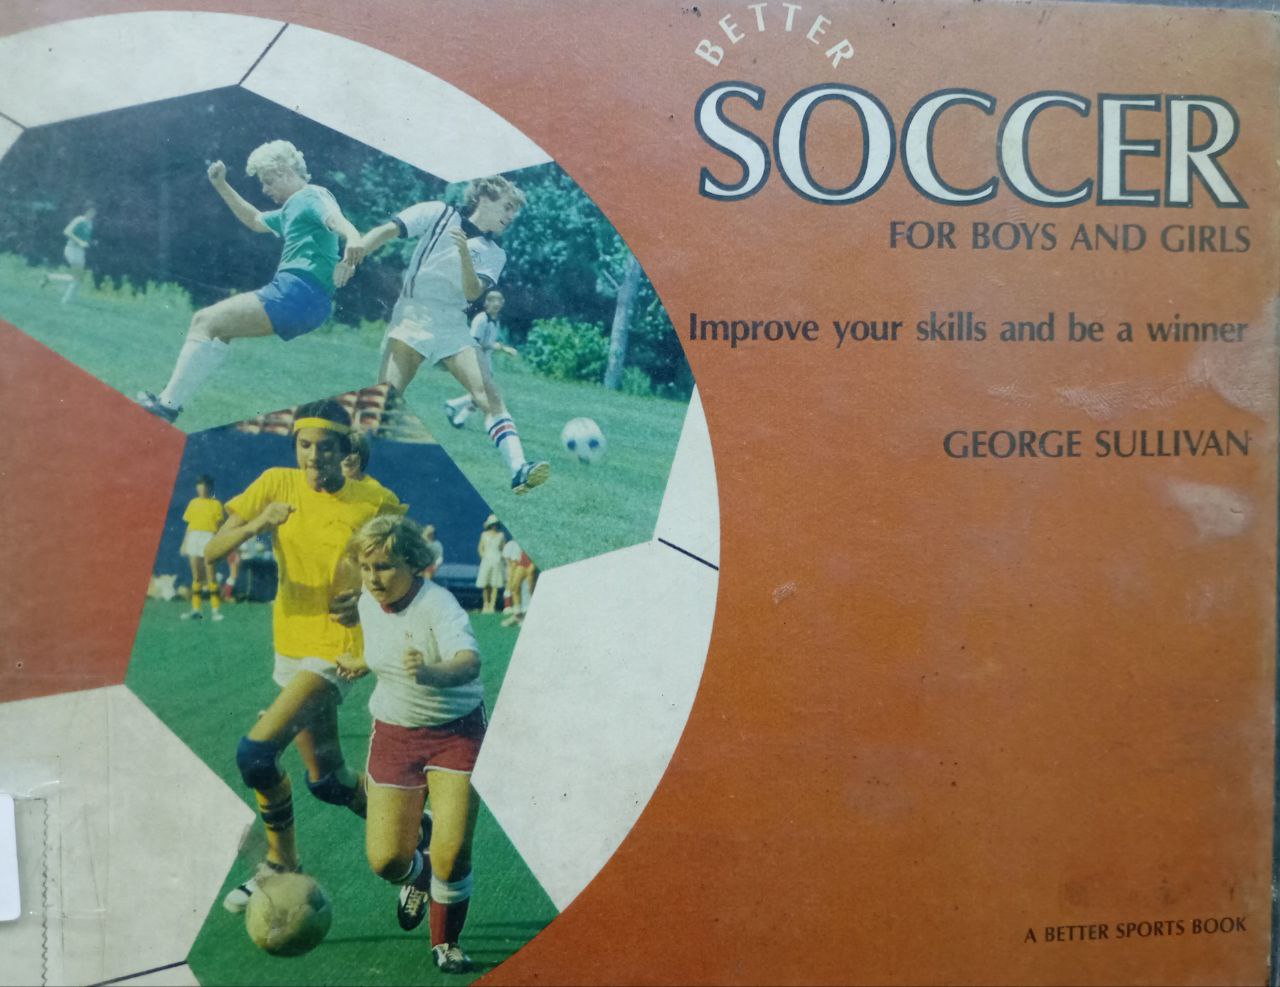 BETTER
SOCCER
FOR BOYS AND GIRLS
Improve your skills and be a winner
GEORGE SULLIVAN
A BETTER SPORTS BOOK